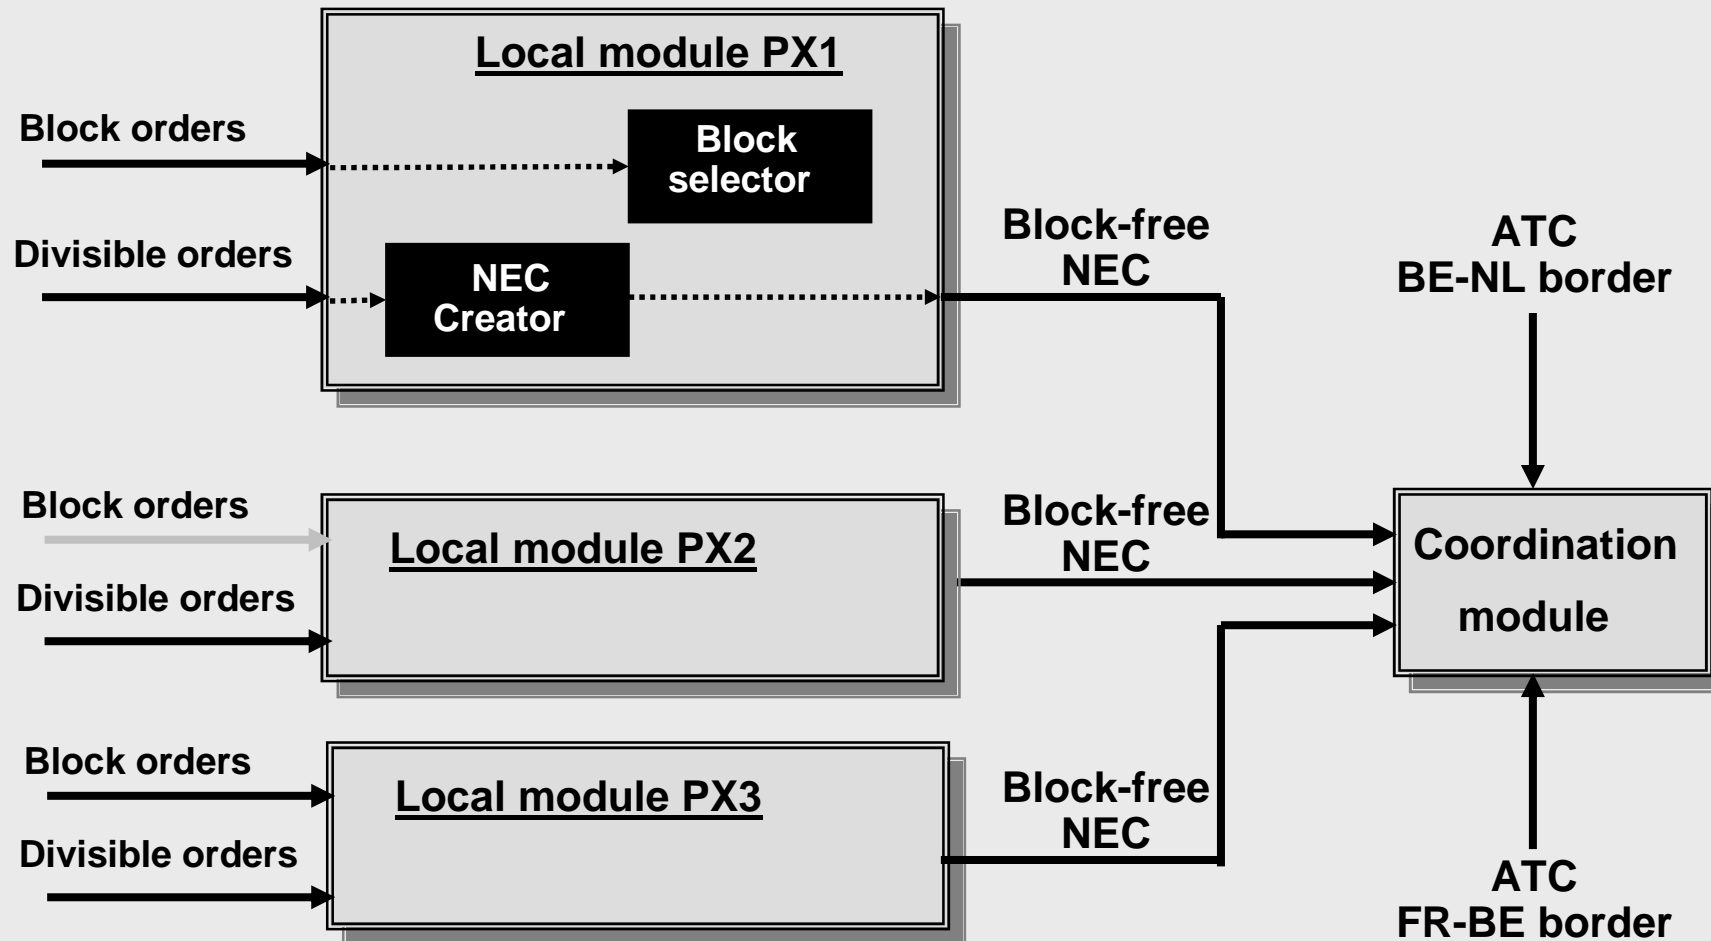 Local module PX1
Block orders
Block
selector
Divisible orders
NEC
Creator
Block-free
NEC
ATC
BE-NL border
Block orders
Local module PX2
Divisible orders
Block-free
NEC
Coordination
module
Block orders
Local module PX3
Divisible orders
Block-free
NEC
ATC
FR-BE border